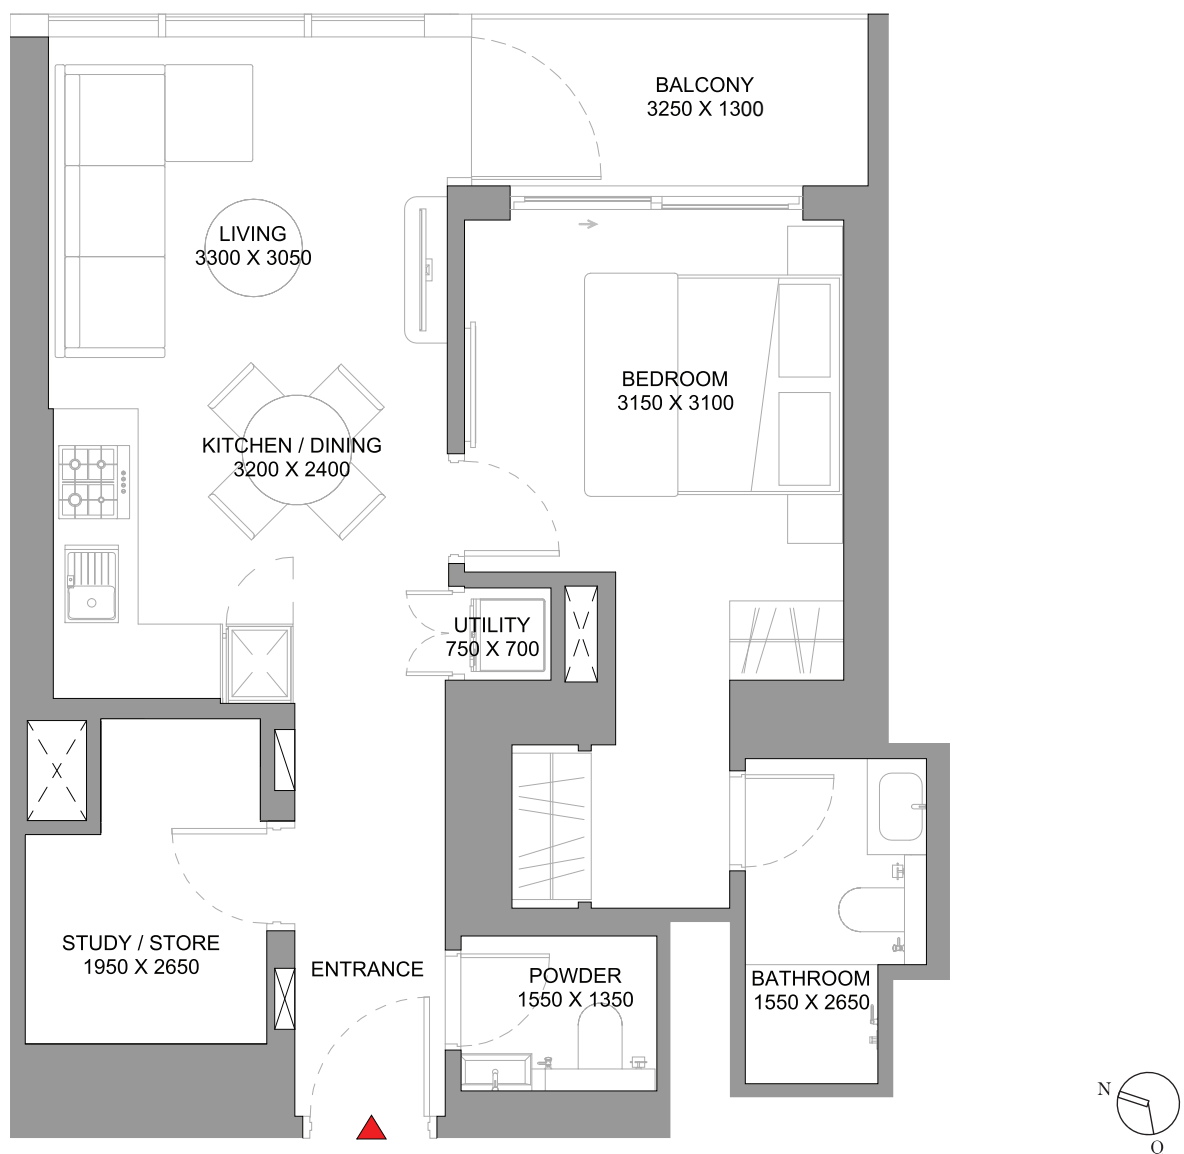 BALCONY
3250 X 1300
LIVING
3300 X 3050
BEDROOM
3150 X 3100
KITCHEN / DINING
3200 X 2400
UTILITY
750 X 700
STUDY / STORE
1950 X 2650
ENTRANCE
POWDER
1550 X 1350
BATHROOM
1550 X 2650
N
O